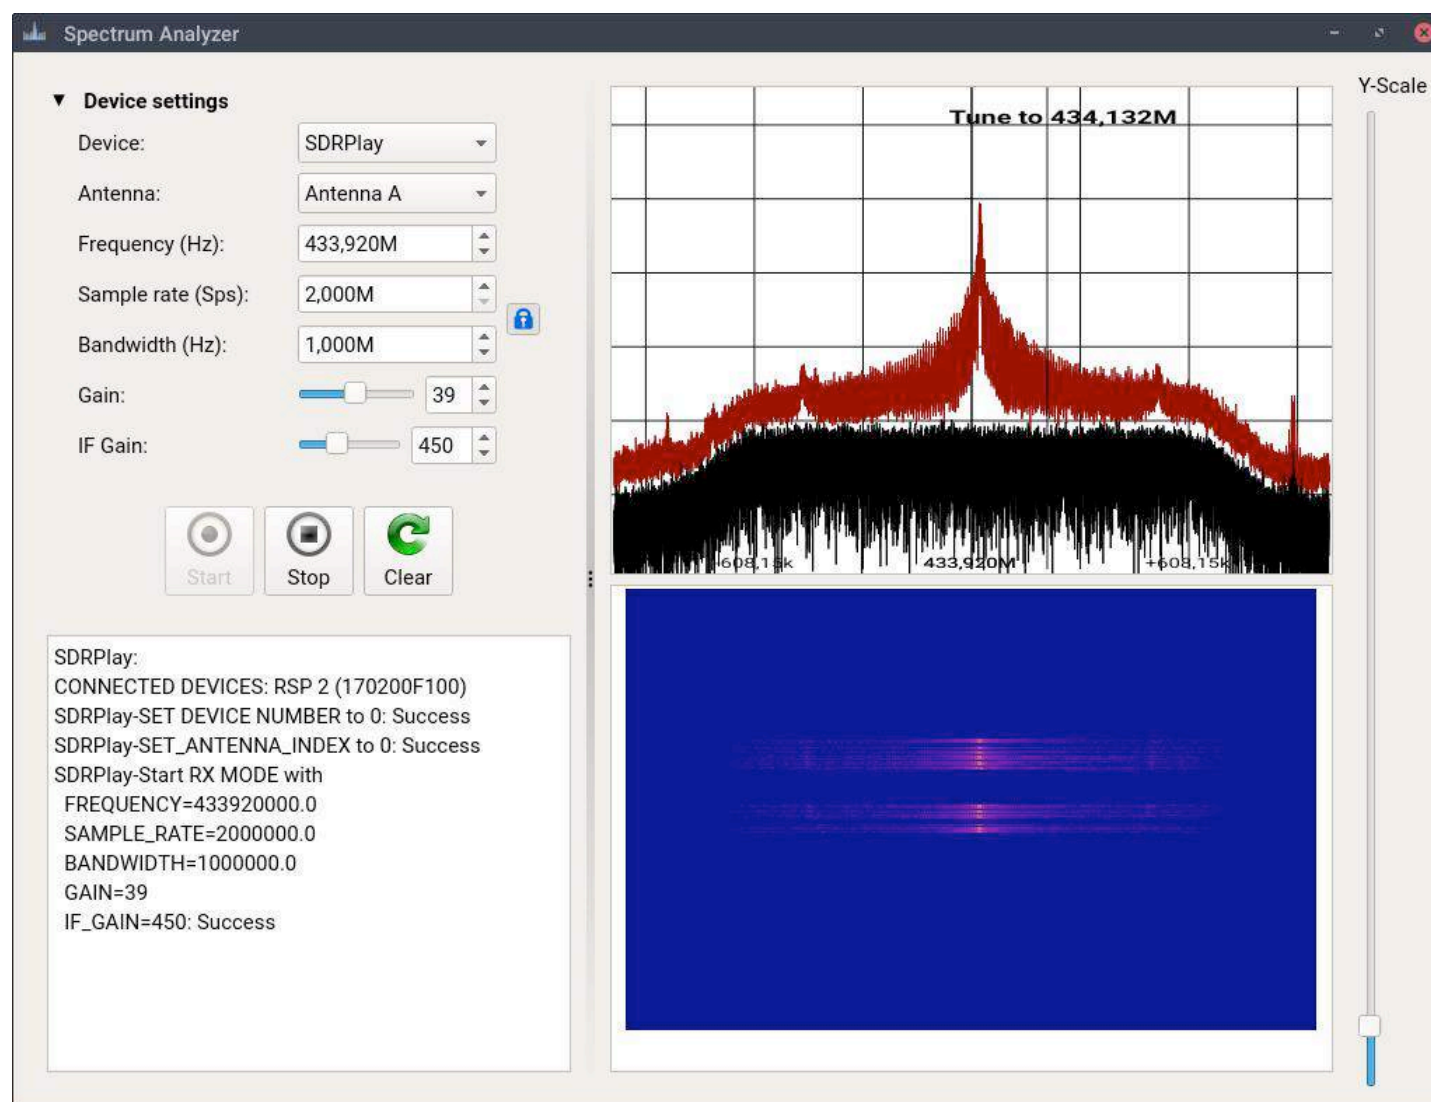 Spectrum Analyzer
Device settings
Device: SDRPlay
Antenna: Antenna A
Frequency (Hz): 433,920M
Sample rate (Sps): 2,000M
Bandwidth (Hz): 1,000M
Gain: 39
IF Gain: 450
Start Stop Clear
SDRPlay:
CONNECTED DEVICES: RSP 2 (170200F100)
SDRPlay-SET DEVICE NUMBER to 0: Success
SDRPlay-SET_ANTENNA_INDEX to 0: Success
SDRPlay-Start RX MODE with
FREQUENCY=433920000.0
SAMPLE_RATE=2000000.0
BANDWIDTH=1000000.0
GAIN=39
IF_GAIN=450: Success
Tune to 434,132M
608,15k 433,920M +608,15k
Y-Scale